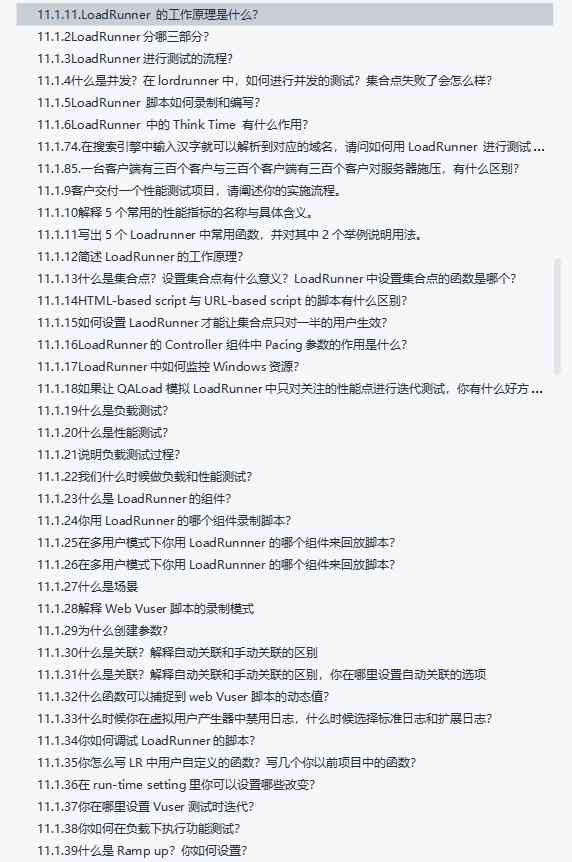 11.1.11.LoadRunner 的工作原理是什么？
11.1.2LoadRunner分哪三部分？
11.1.3LoadRunner进行测试的流程？
11.1.4什么是并发？在 lordrunner 中，如何进行并发的测试？集合点失败了会怎么样？
11.1.5LoadRunner 脚本如何录制和编写？
11.1.6LoadRunner 中的 Think Time 有什么作用？
11.1.74.在搜索引擎中输入汉字就可以解析到对应的域名，请问如何用 LoadRunner 进行测试 ...
11.1.85.一台客户端有三百个客户与三百个客户端有三百个客户对服务器施压，有什么区别？
11.1.9客户交付一个性能测试项目，请阐述你的实施流程。
11.1.10解释 5 个常用的性能指标的名称与具体含义。
11.1.11写出 5 个 Loadrunner 中常用函数，并对其中 2 个举例说明用法。
11.1.12简述 LoadRunner 的工作原理？
11.1.13什么是集合点？设置集合点有什么意义？LoadRunner 中设置集合点的函数是哪个？
11.1.14HTML-based script 与 URL-based script 的脚本有什么区别？
11.1.15如何设置 LaodRunner 才能让集合点只对一半的用户生效？
11.1.16LoadRunner 的 Controller 组件中 Pacing 参数的作用是什么？
11.1.17LoadRunner 中如何监控 Windows 资源？
11.1.18如果让 QALoad 模拟 LoadRunner 中只对关注的性能点进行迭代测试，你有什么好方 ...
11.1.19什么是负载测试？
11.1.20什么是性能测试？
11.1.21说明负载测试过程？
11.1.22我们什么时候做负载和性能测试？
11.1.23什么是 LoadRunner 的组件？
11.1.24你用 LoadRunner 的哪个组件录制脚本？
11.1.25在多用户模式下你用 LoadRunnner 的哪个组件来回放脚本？
11.1.26在多用户模式下你用 LoadRunnner 的哪个组件来回放脚本？
11.1.27什么是场景
11.1.28解释 Web Vuser 脚本的录制模式
11.1.29为什么创建参数？
11.1.30什么是关联？解释自动关联和手动关联的区别
11.1.31什么是关联？解释自动关联和手动关联的区别，你在哪里设置自动关联的选项
11.1.32什么函数可以捕捉到 web Vuser 脚本的动态值？
11.1.33什么时候你在虚拟用户产生器中禁用日志，什么时候选择标准日志和扩展日志？
11.1.34你如何调试 LoadRunner 的脚本？
11.1.35你怎么写 LR 中用户自定义的函数？写几个你以前项目中的函数？
11.1.36在 run-time setting 里你可以设置哪些改变？
11.1.37你在哪里设置 Vuser 测试时迭代？
11.1.38你如何在负载下执行功能测试？
11.1.39什么是 Ramp up？你如何设置？